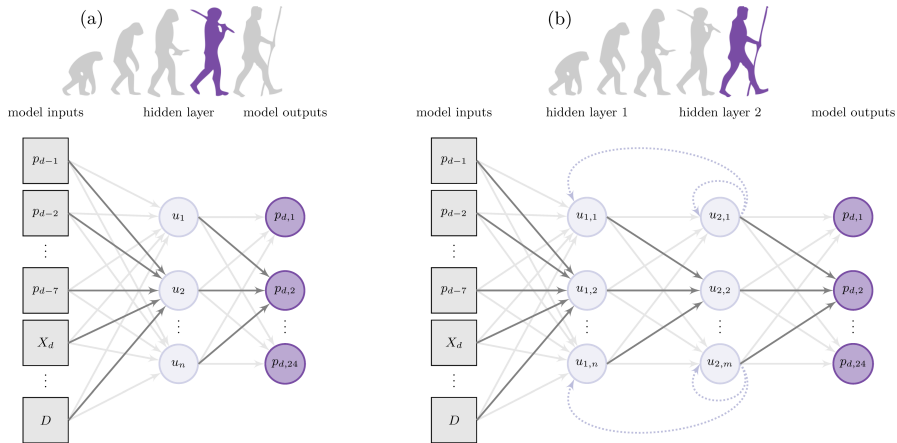 (a)
model inputs hidden layer model outputs
p_{d−1}
p_{d−2}
⋮
p_{d−7}
X_d
⋮
D
u_1
u_2
⋮
u_n
p_{d,1}
p_{d,2}
⋮
p_{d,24}
(b)
model inputs hidden layer 1 hidden layer 2 model outputs
p_{d−1}
p_{d−2}
⋮
p_{d−7}
X_d
⋮
D
u_{1,1}
u_{1,2}
⋮
u_{1,n}
u_{2,1}
u_{2,2}
⋮
u_{2,m}
p_{d,1}
p_{d,2}
⋮
p_{d,24}